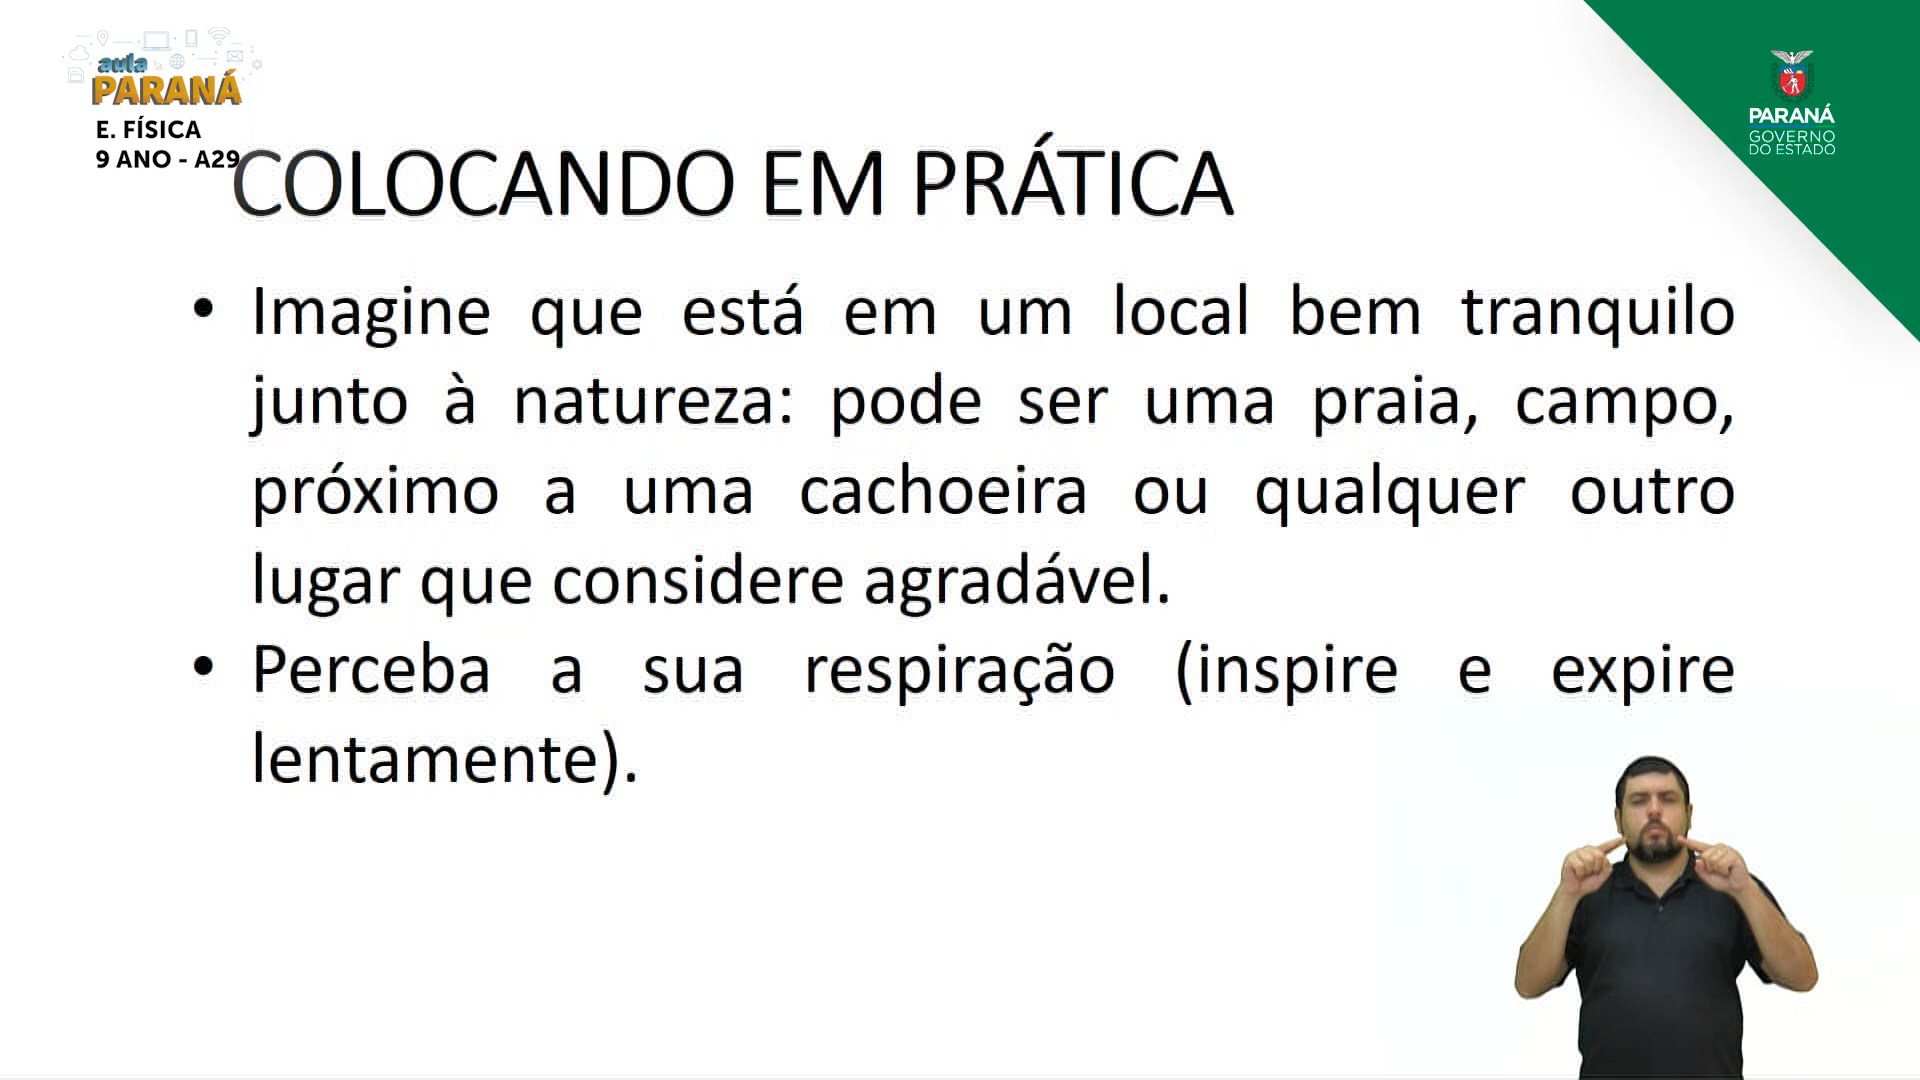 aula
PARANÁ
E. FÍSICA
9 ANO - A29
PARANÁ
GOVERNO
DO ESTADO
COLOCANDO EM PRÁTICA
• Imagine que está em um local bem tranquilo
junto à natureza: pode ser uma praia, campo,
próximo a uma cachoeira ou qualquer outro
lugar que considere agradável.
• Perceba a sua respiração (inspire e expire
lentamente).